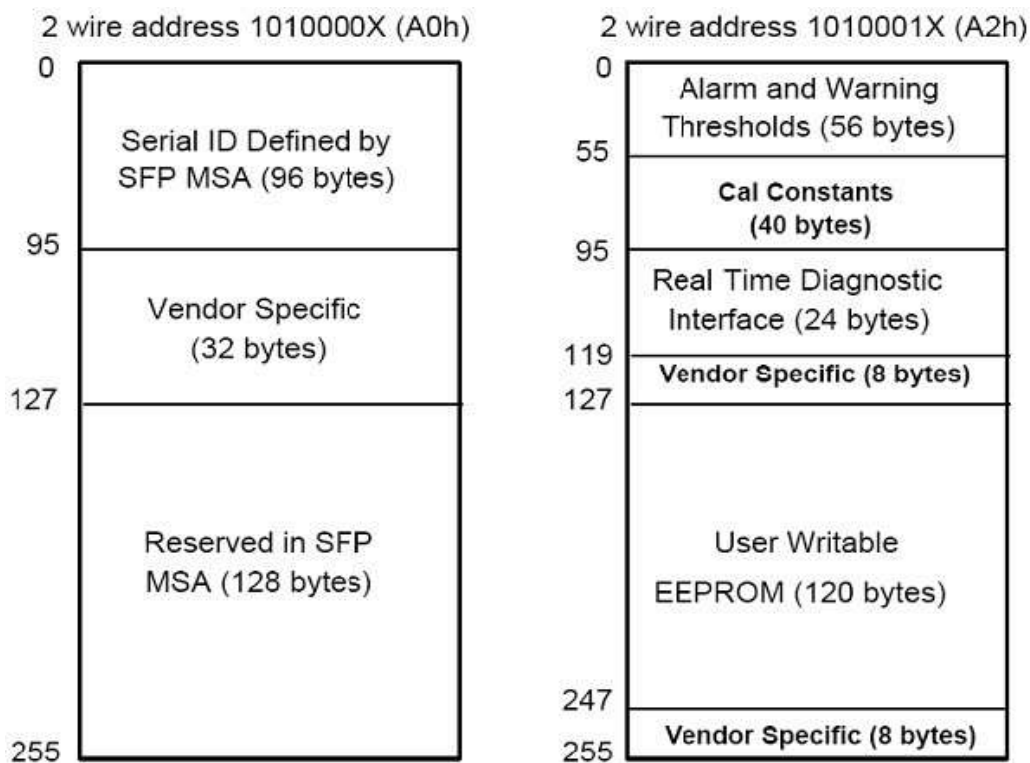 2 wire address 1010000X (A0h)
0
Serial ID Defined by
SFP MSA (96 bytes)
95
Vendor Specific
(32 bytes)
127
Reserved in SFP
MSA (128 bytes)
255
2 wire address 1010001X (A2h)
0
Alarm and Warning
Thresholds (56 bytes)
55
Cal Constants
(40 bytes)
95
Real Time Diagnostic
Interface (24 bytes)
119
Vendor Specific (8 bytes)
127
User Writable
EEPROM (120 bytes)
247
Vendor Specific (8 bytes)
255